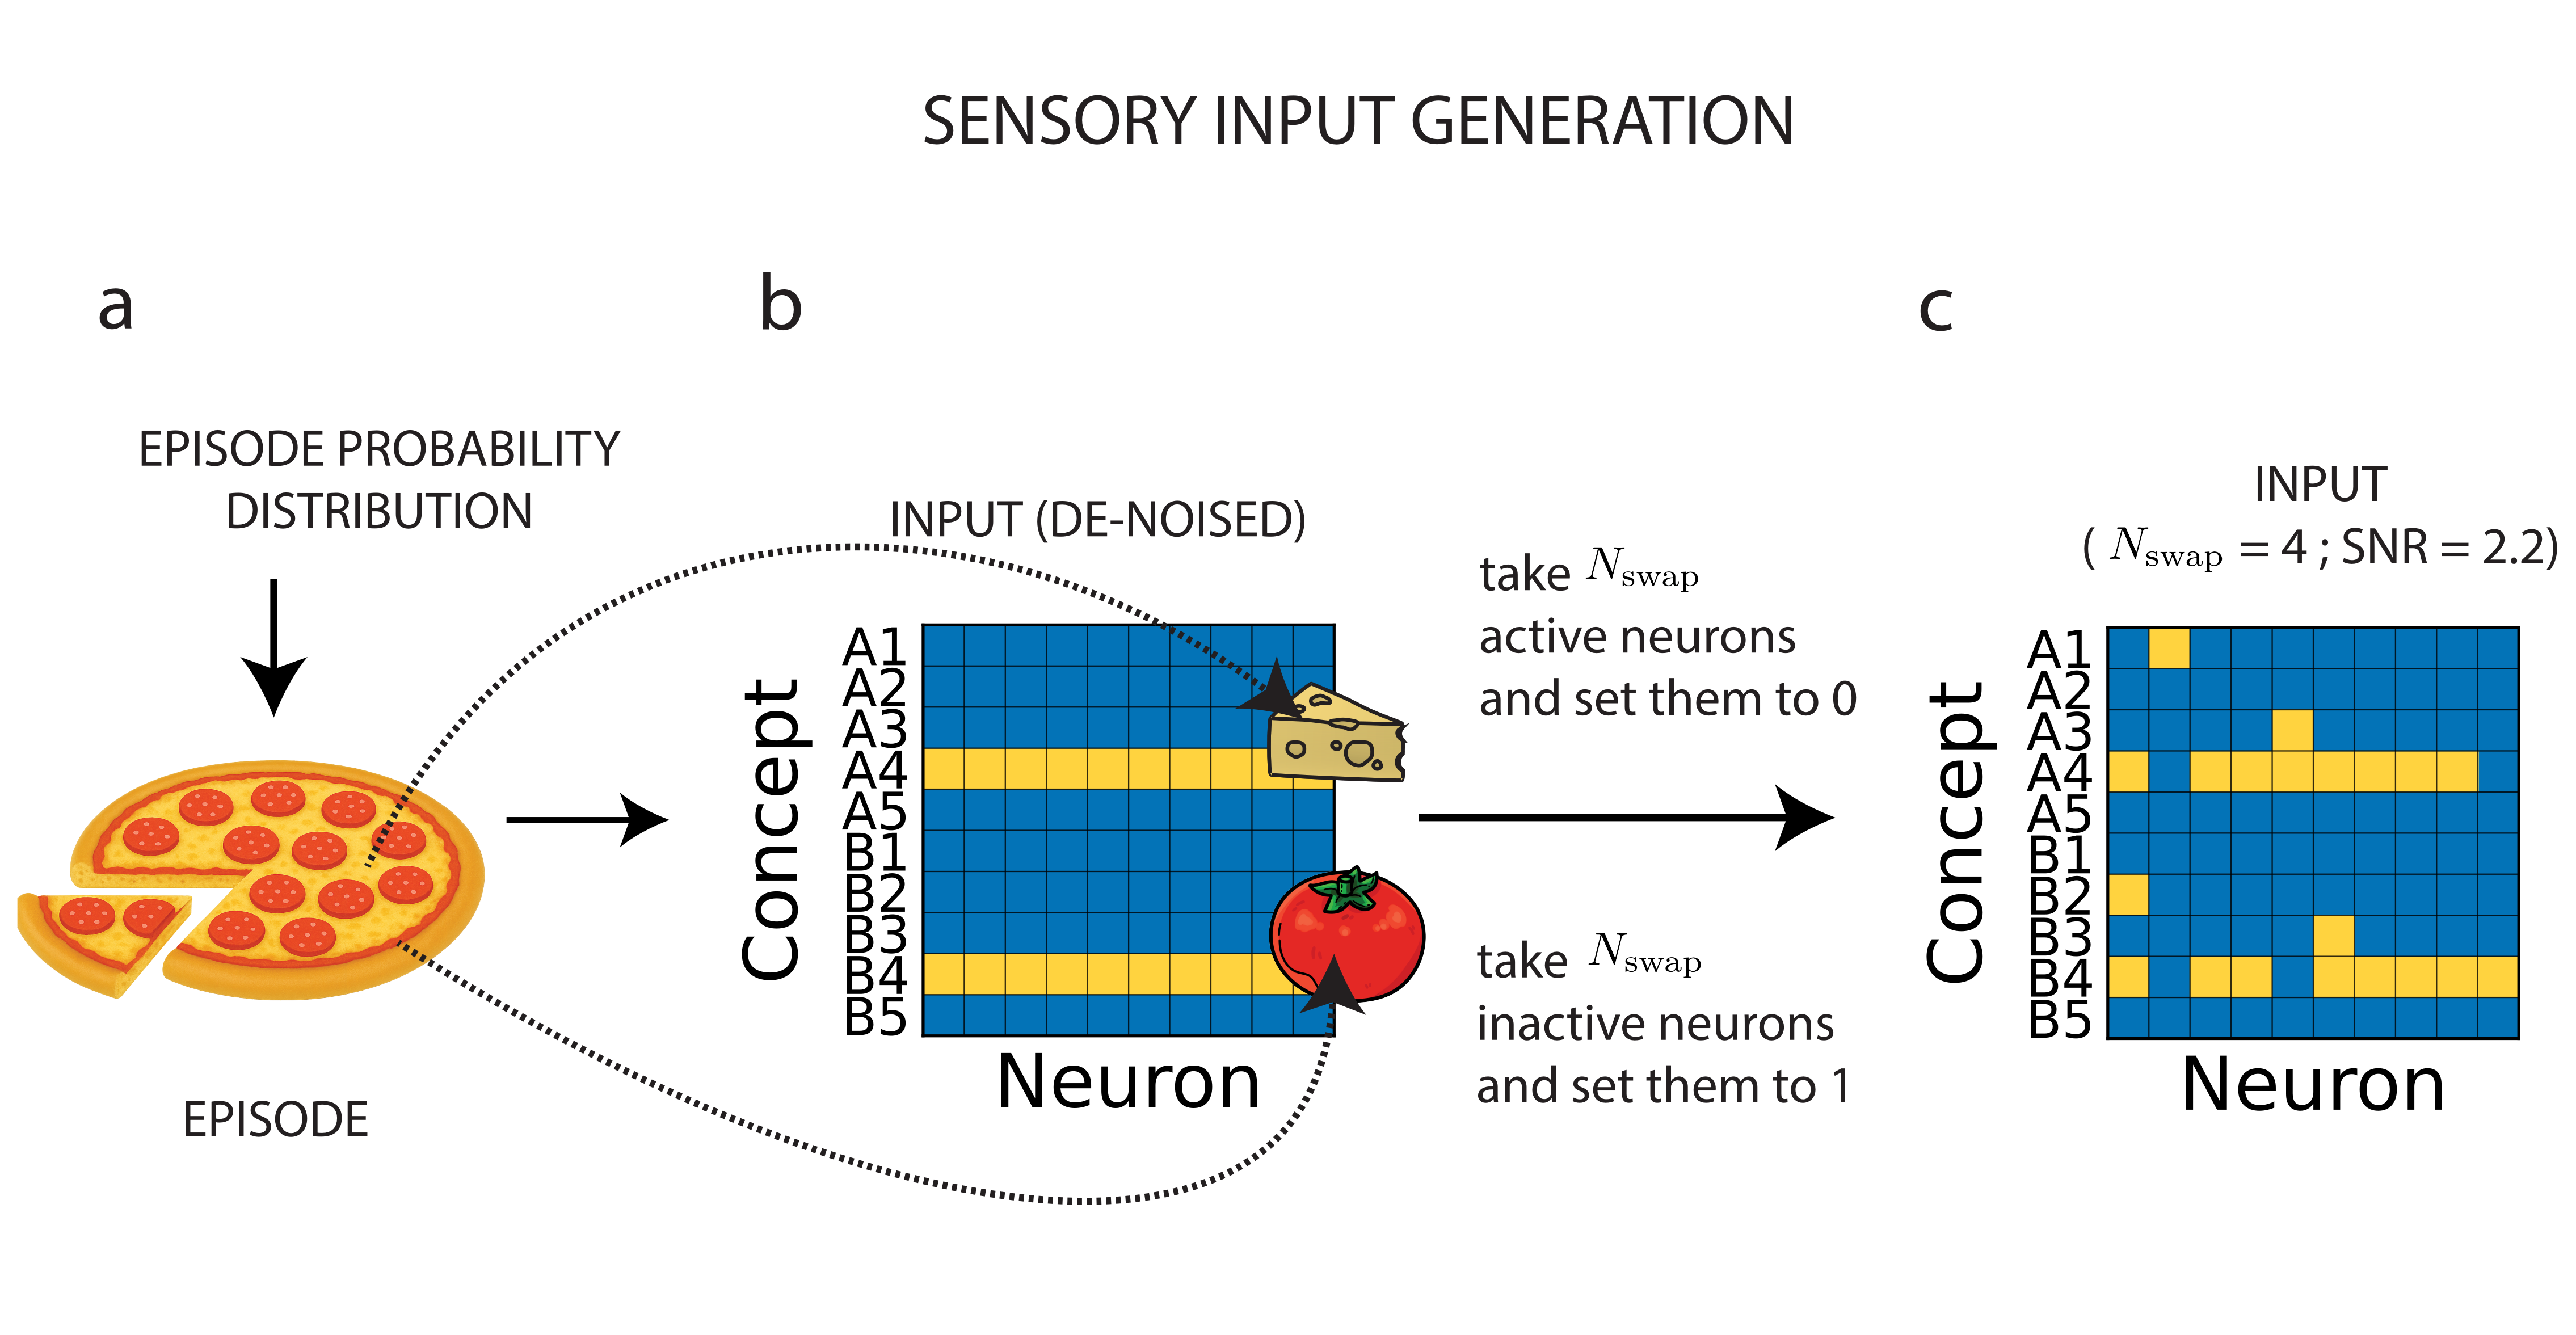 SENSORY INPUT GENERATION
a
EPISODE PROBABILITY
DISTRIBUTION
EPISODE
b
INPUT (DE-NOISED)
Concept
A1
A2
A3
A4
A5
B1
B2
B3
B4
B5
Neuron
take Nswap
active neurons
and set them to 0
take Nswap
inactive neurons
and set them to 1
c
INPUT
( Nswap = 4 ; SNR = 2.2)
Concept
A1
A2
A3
A4
A5
B1
B2
B3
B4
B5
Neuron